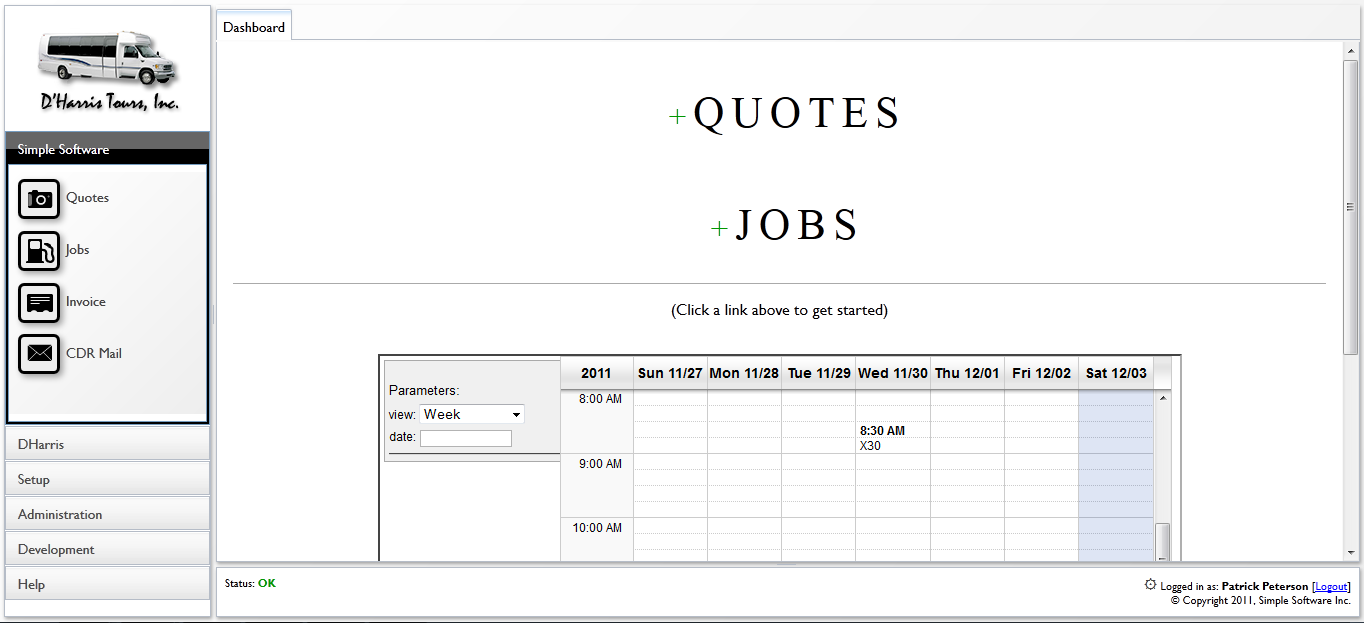 D'Harris Tours, Inc.
Simple Software
Quotes
Jobs
Invoice
CDR Mail
DHarris
Setup
Administration
Development
Help
Dashboard
+QUOTES
+JOBS
(Click a link above to get started)
Parameters:
view: Week
date:
2011 Sun 11/27 Mon 11/28 Tue 11/29 Wed 11/30 Thu 12/01 Fri 12/02 Sat 12/03
8:00 AM
8:30 AM
X30
9:00 AM
10:00 AM
Status: OK
Logged in as: Patrick Peterson [Logout]
© Copyright 2011, Simple Software Inc.